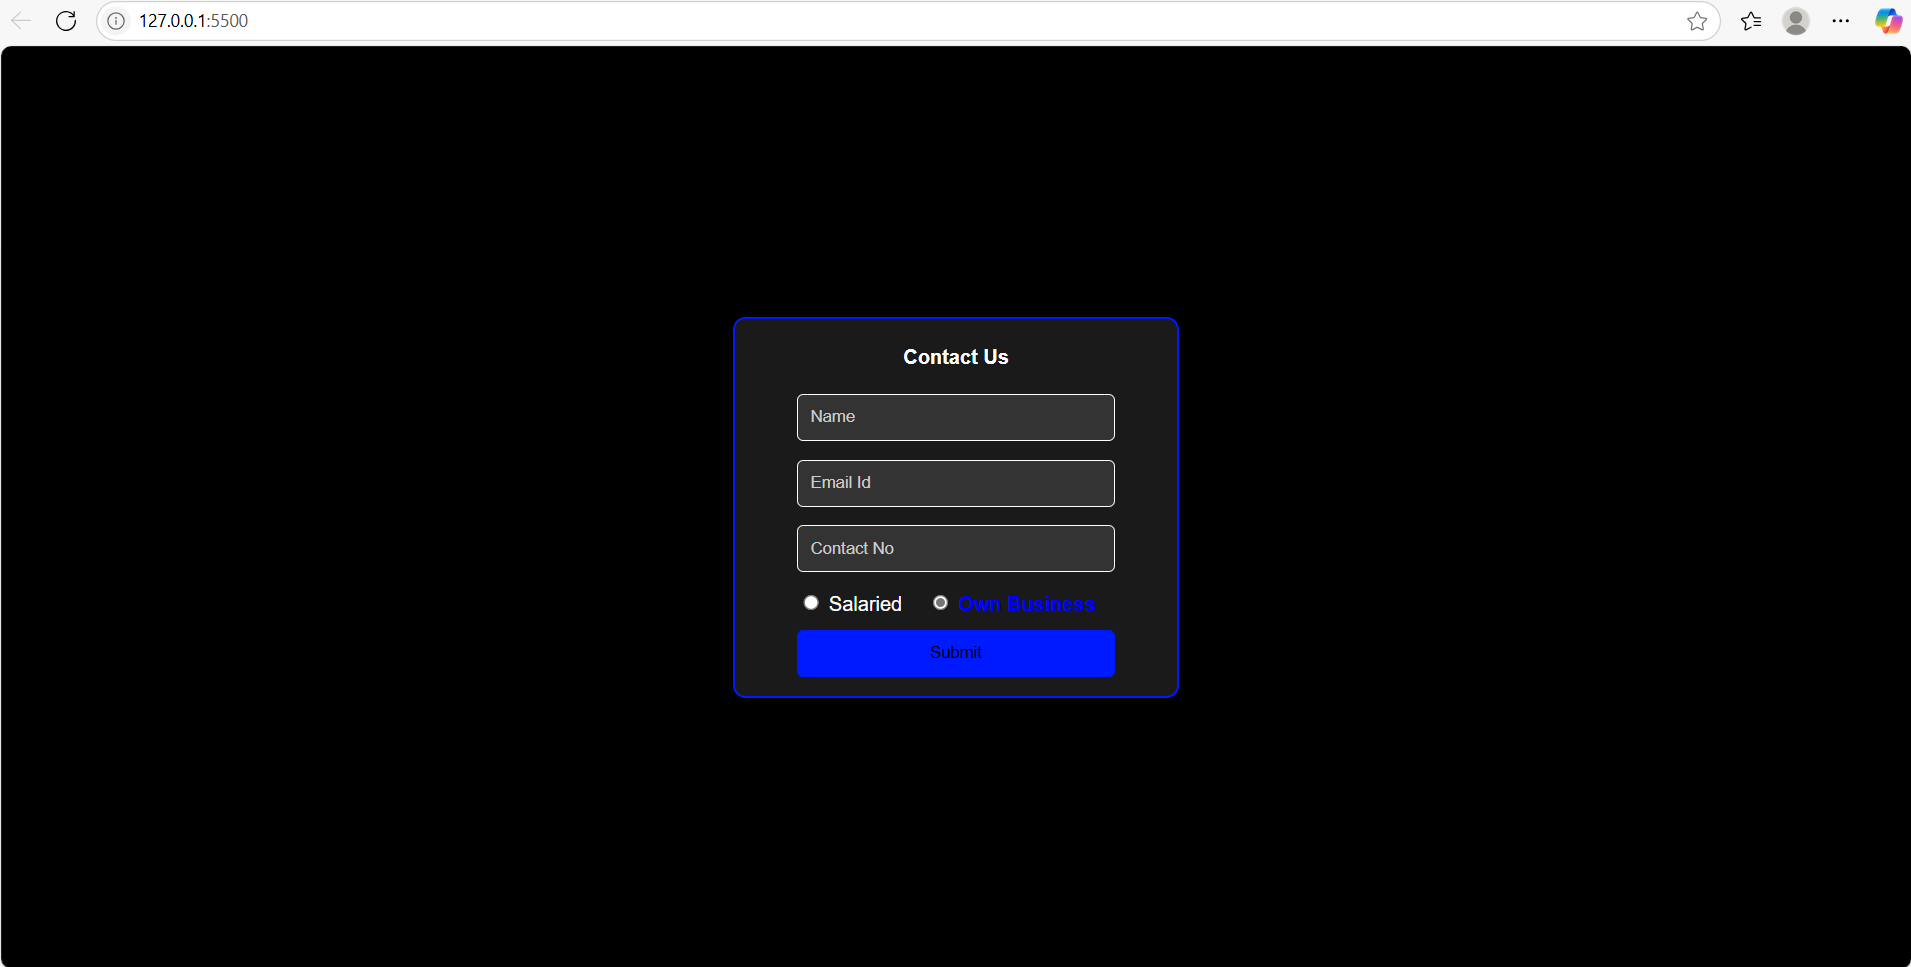 127.0.0.1:5500
Contact Us
Name
Email Id
Contact No
Salaried Own Business
Submit